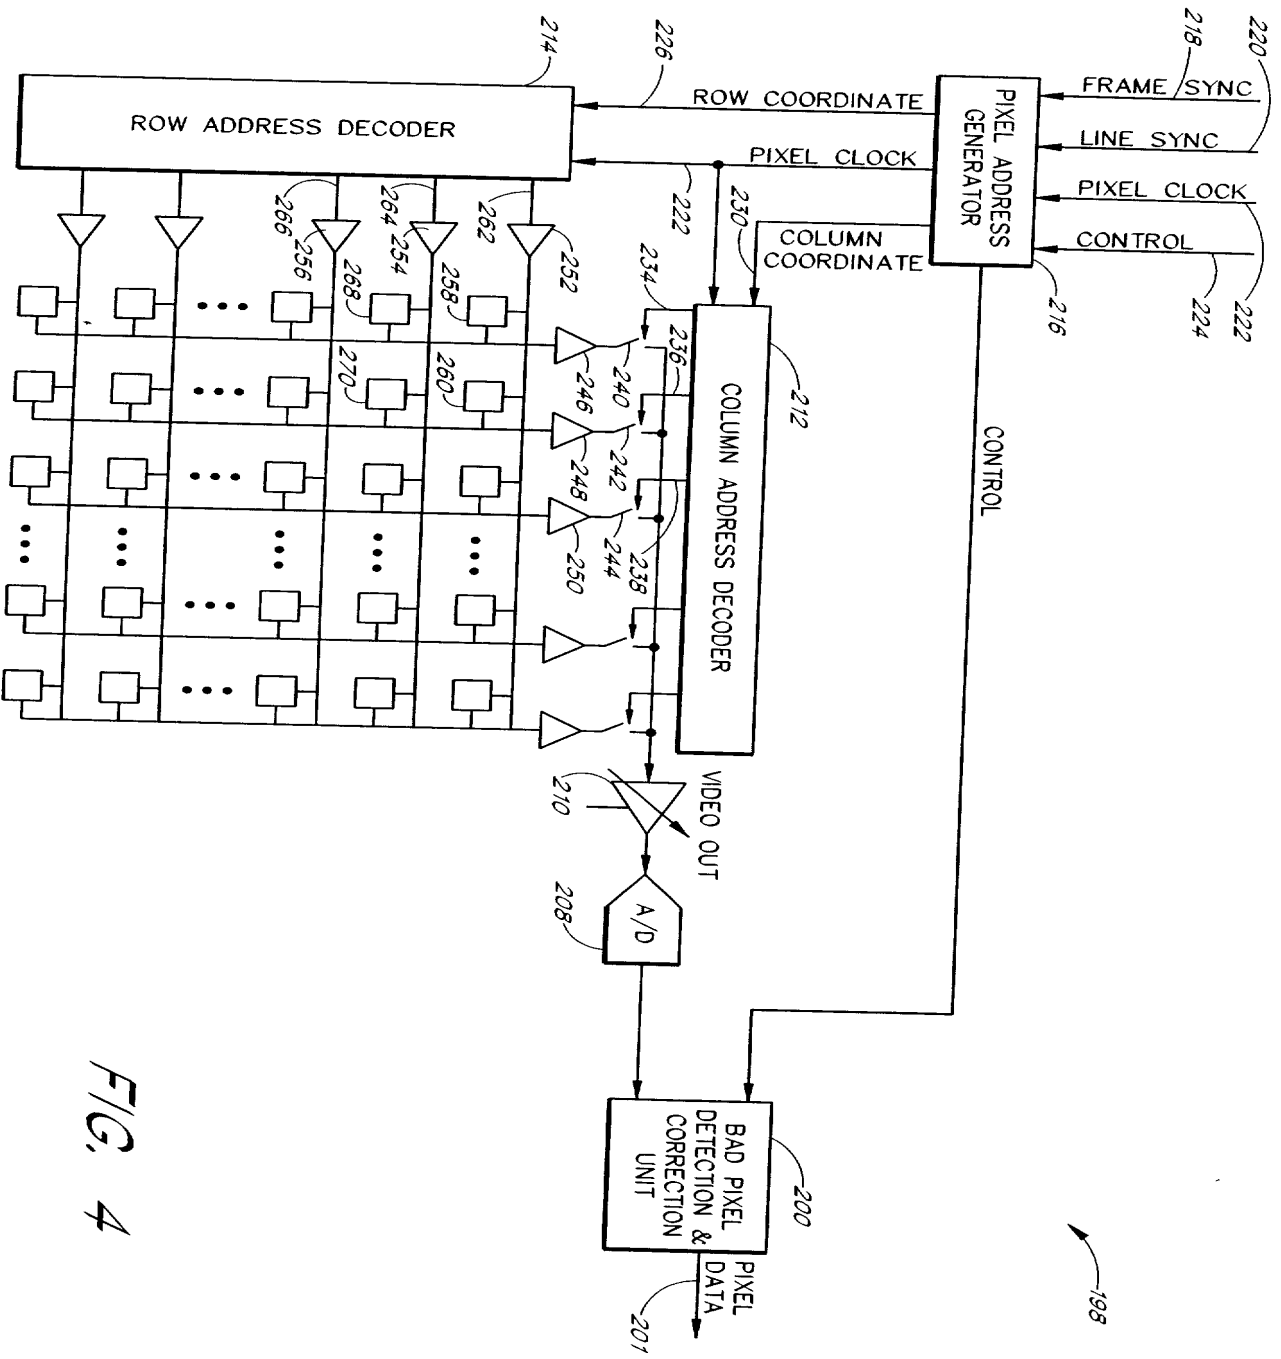 198
220
218
FRAME SYNC
LINE SYNC
PIXEL CLOCK
CONTROL
222
224
PIXEL ADDRESS
GENERATOR
216
226
ROW COORDINATE
PIXEL CLOCK
222
230
COLUMN
COORDINATE
CONTROL
214
ROW ADDRESS DECODER
212
COLUMN ADDRESS DECODER
234
236
238
240
242
244
246
248
250
252
254
256
262
264
266
258
260
268
270
VIDEO OUT
210
A/D
208
BAD PIXEL
DETECTION &
CORRECTION
UNIT
200
PIXEL
DATA
201
FIG. 4